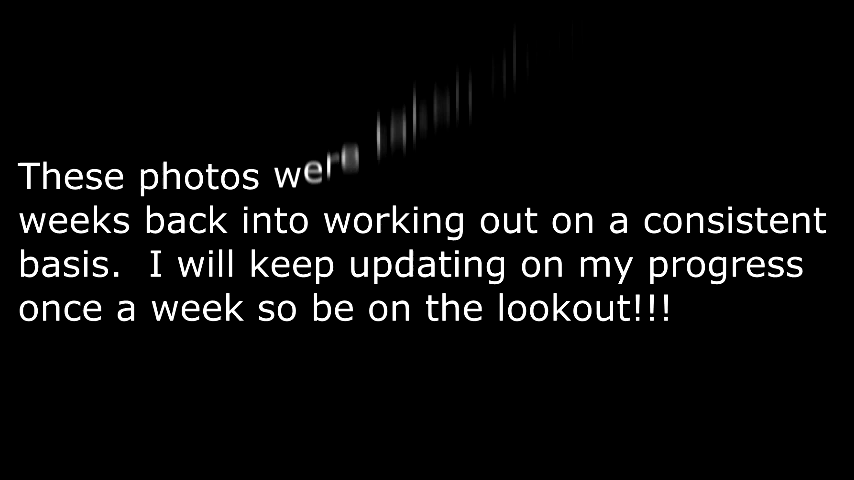 These photos were
weeks back into working out on a consistent
basis.  I will keep updating on my progress
once a week so be on the lookout!!!